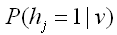 P(h_j = 1 | v)